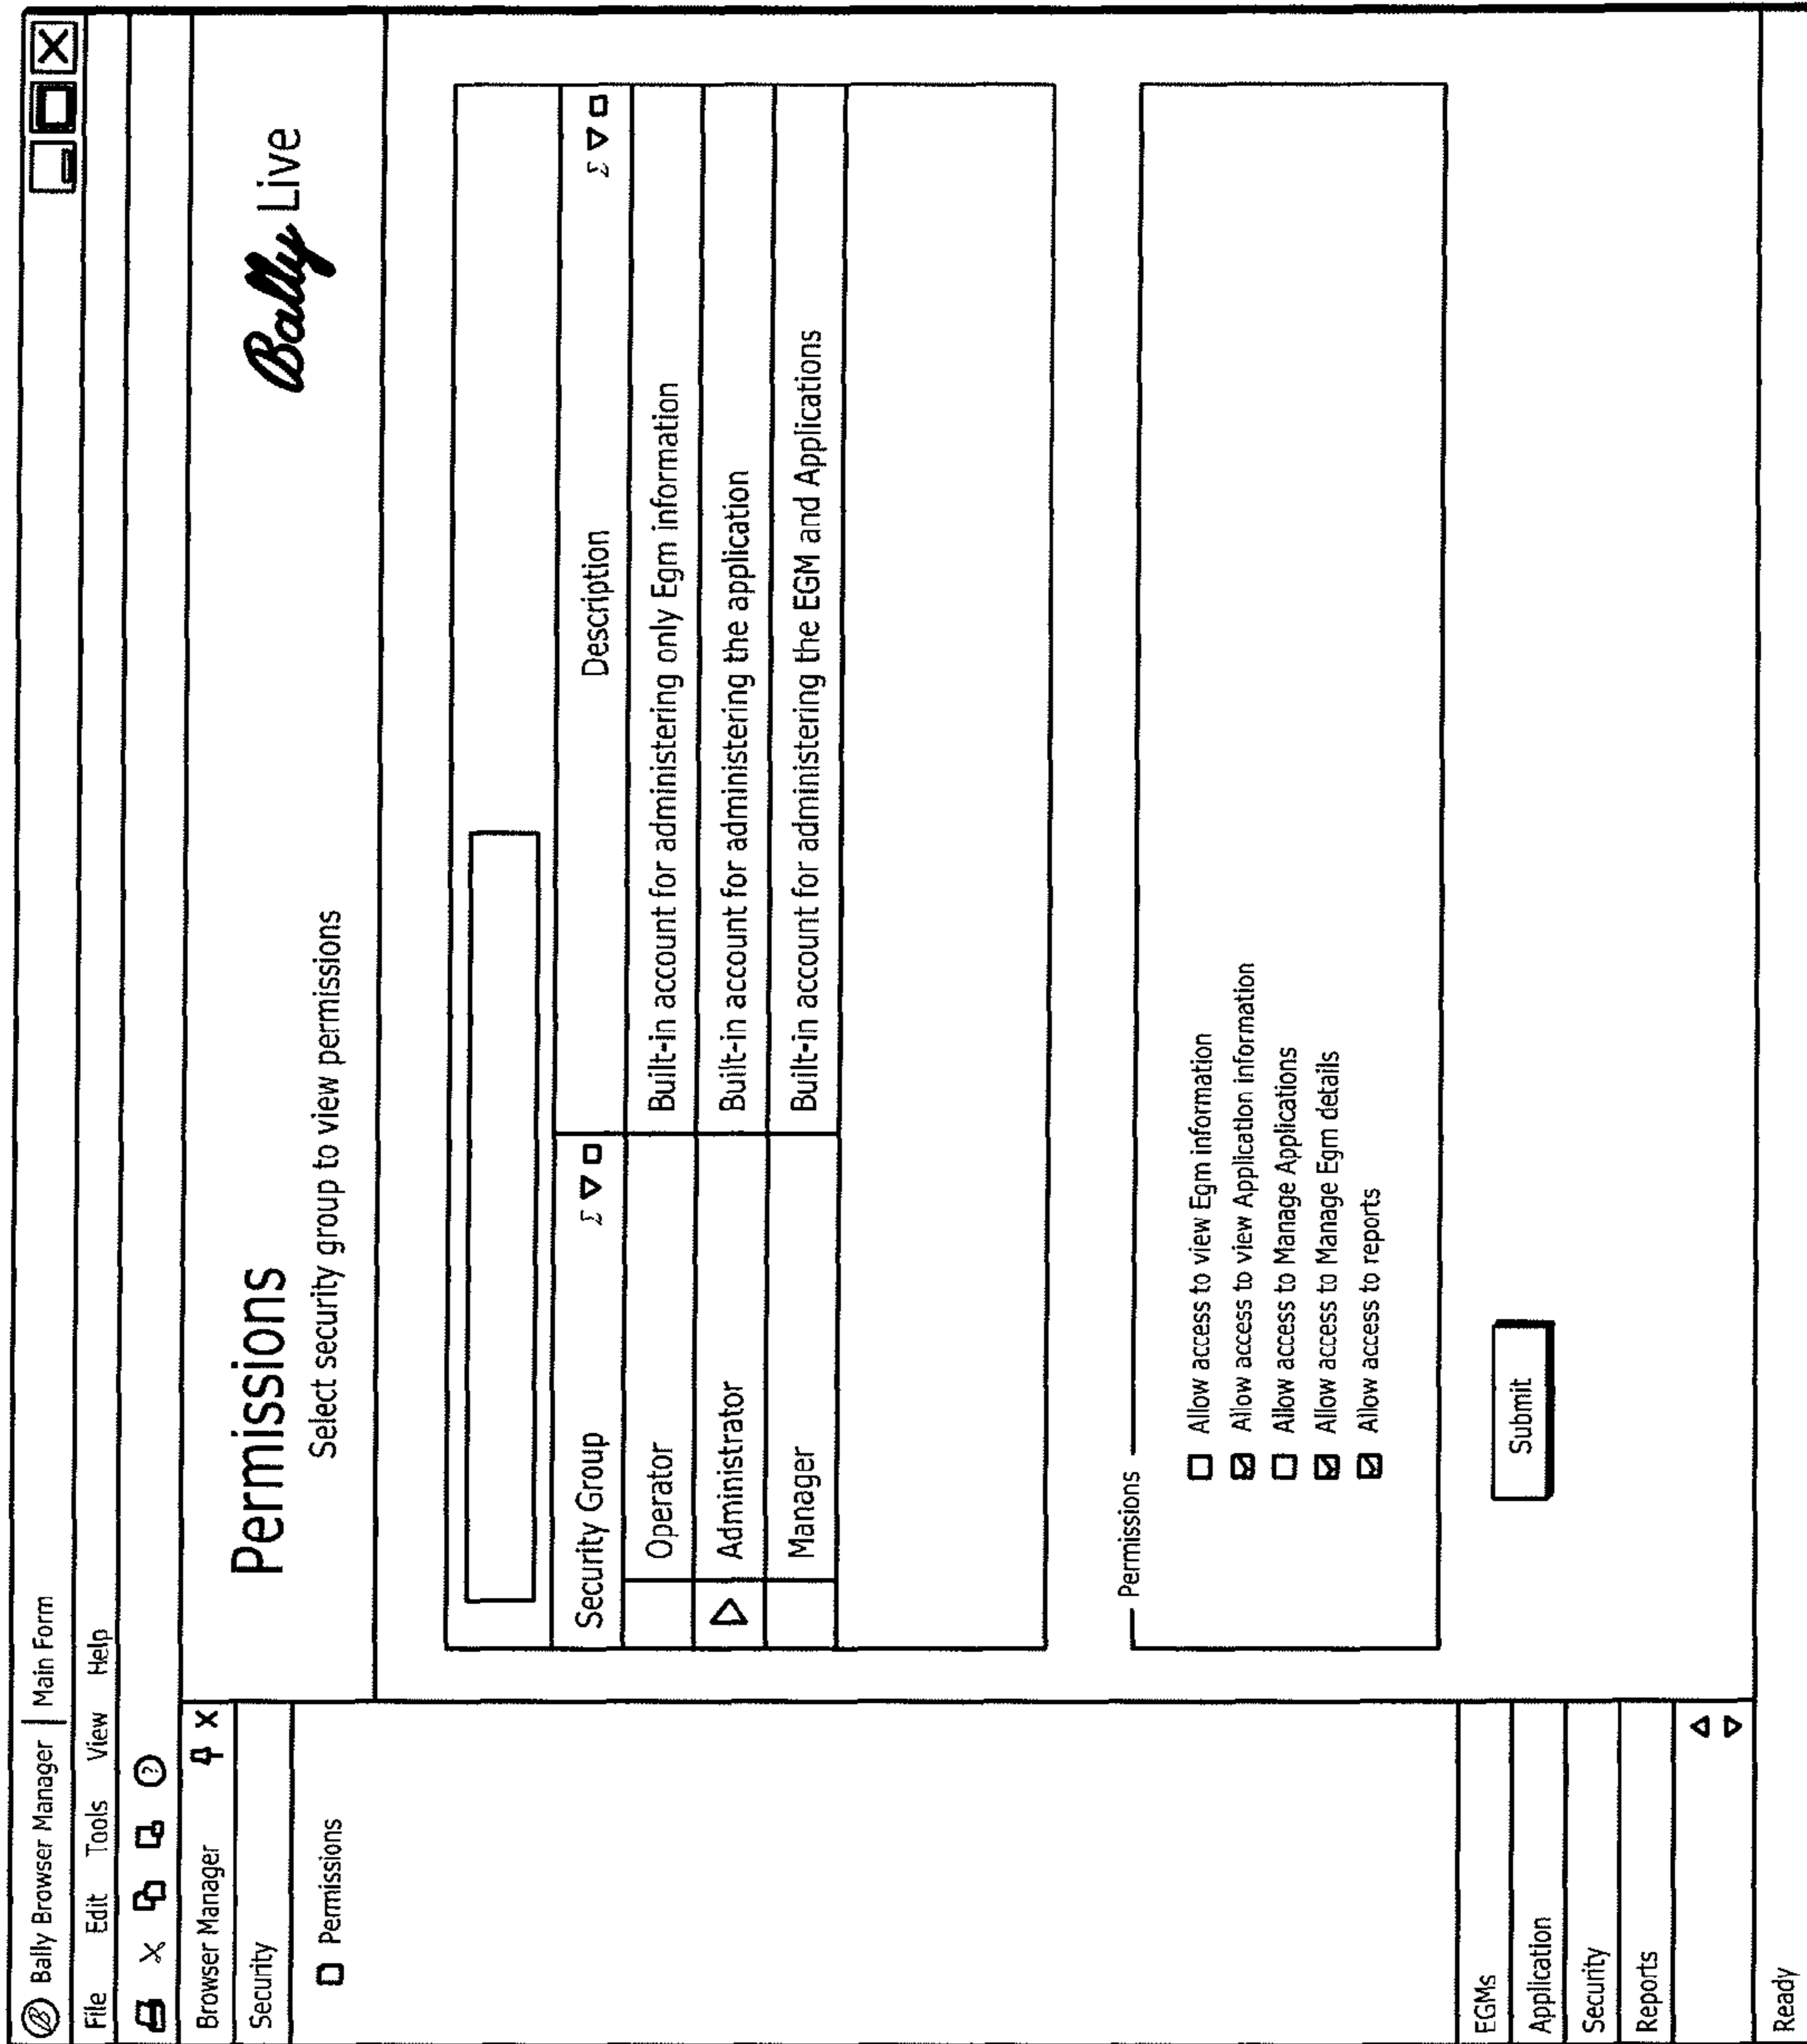 Bally Browser Manager | Main Form
File Edit Tools View Help
Browser Manager
Security
Permissions
EGMs
Application
Security
Reports
Ready
Permissions
Select security group to view permissions
Bally Live
Security Group Σ Description Σ
Operator Built-in account for administering only Egm information
Administrator Built-in account for administering the application
Manager Built-in account for administering the EGM and Applications
Permissions
Allow access to view Egm information
Allow access to view Application information
Allow access to Manage Applications
Allow access to Manage Egm details
Allow access to reports
Submit